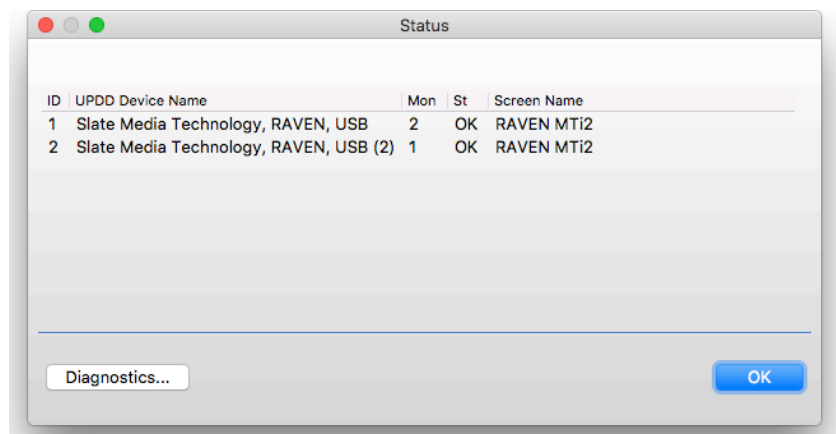 Status
ID UPDD Device Name Mon St Screen Name
1 Slate Media Technology, RAVEN, USB 2 OK RAVEN MTi2
2 Slate Media Technology, RAVEN, USB (2) 1 OK RAVEN MTi2
Diagnostics... OK